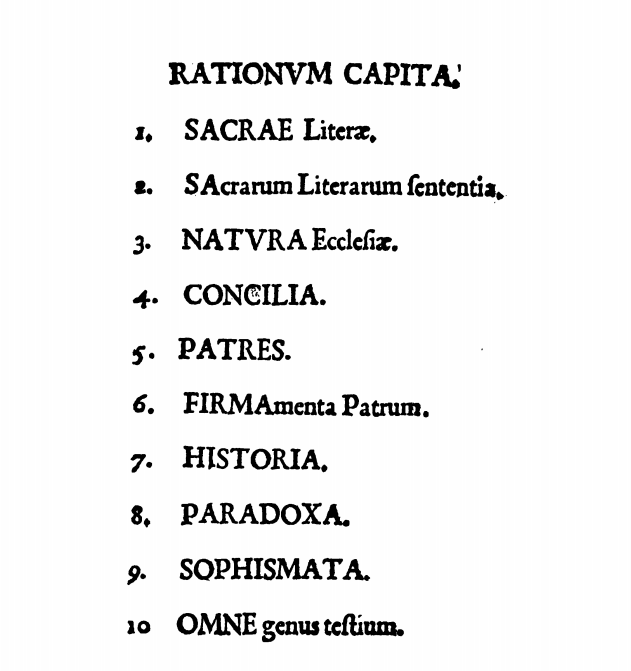 RATIONVM CAPITA.
1. SACRAE Literæ.
2. SAcrarum Literarum ſententia.
3. NATVRA Eccleſiæ.
4. CONCILIA.
5. PATRES.
6. FIRMAmenta Patrum.
7. HISTORIA.
8. PARADOXA.
9. SOPHISMATA.
10 OMNE genus teſtium.